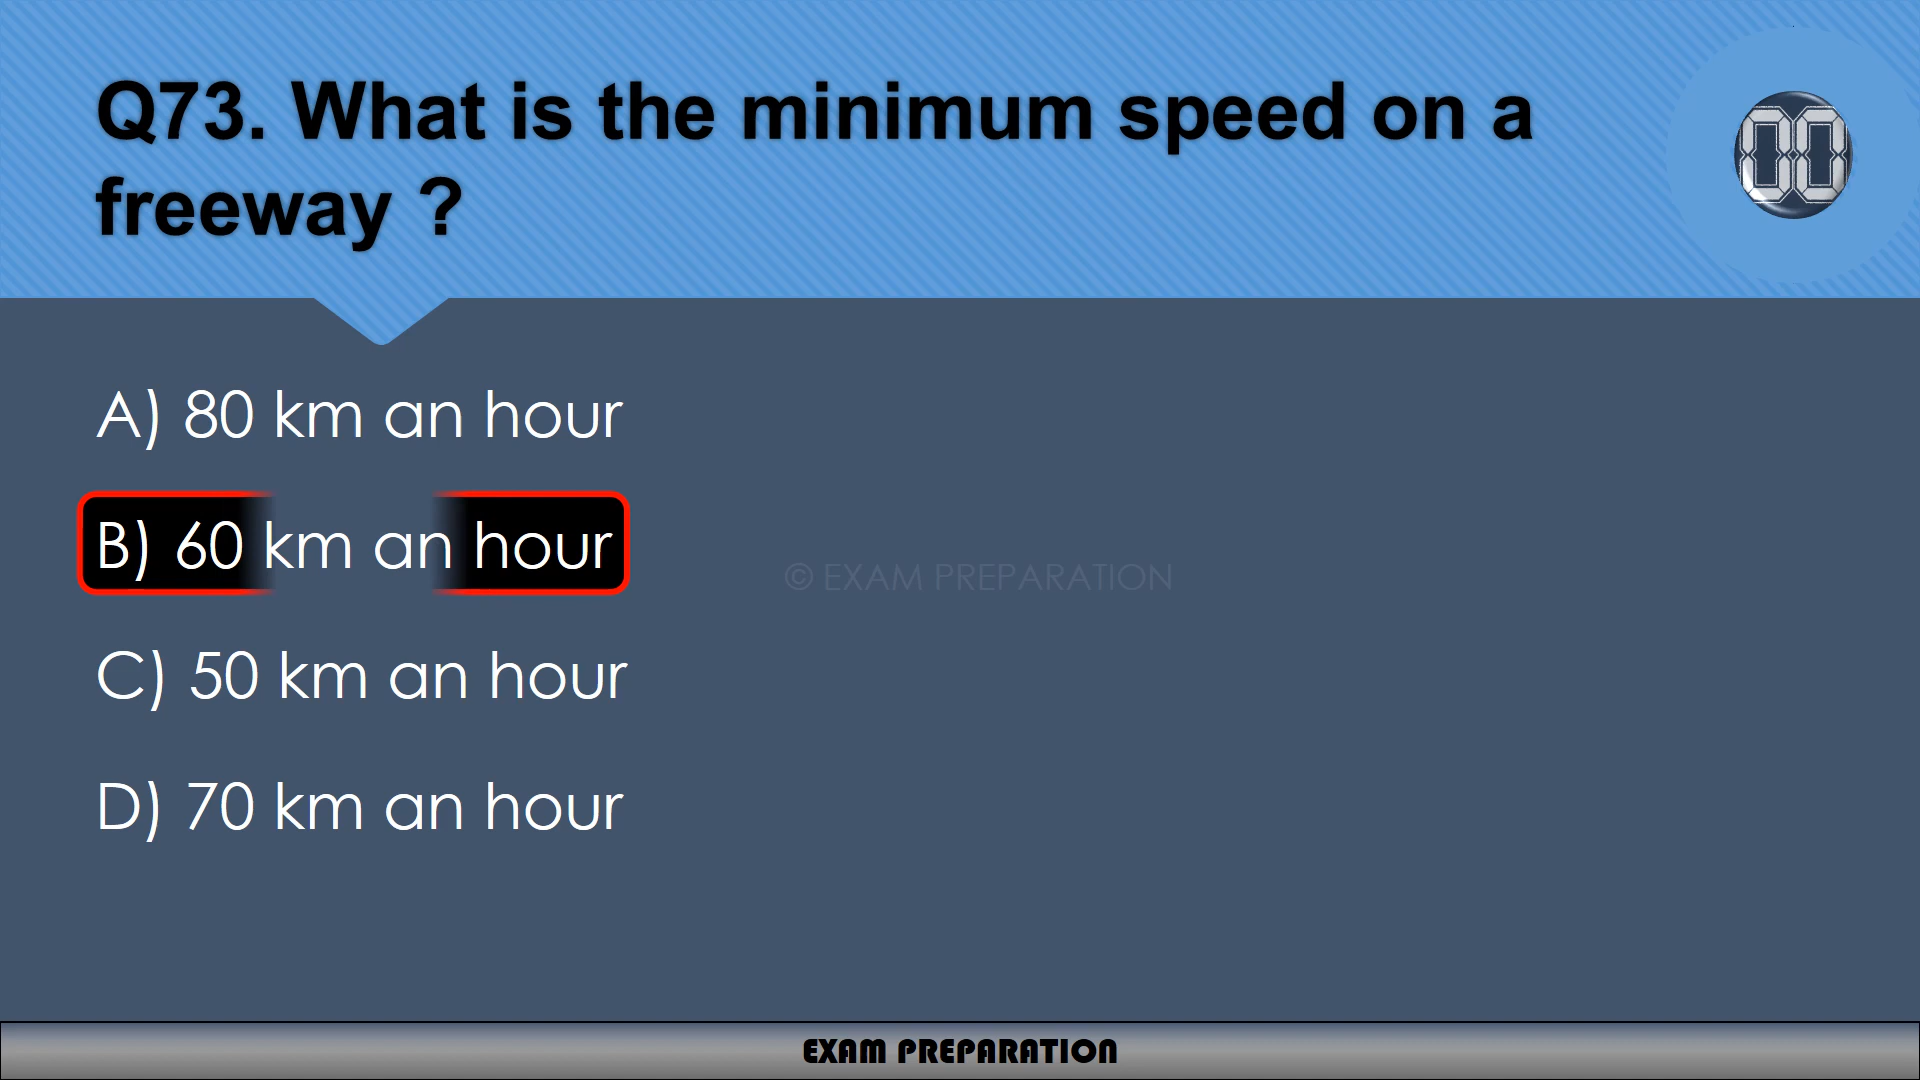 Q73. What is the minimum speed on a
freeway ?
00
A) 80 km an hour
B) 60 km an hour
© EXAM PREPARATION
C) 50 km an hour
D) 70 km an hour
EXAM PREPARATION